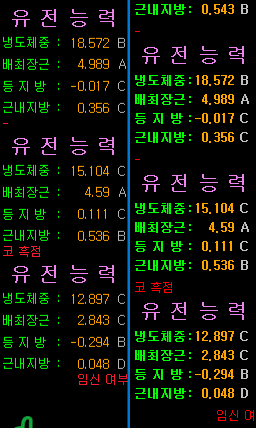 유 전 능 력
냉도체중 : 18.572 B
배최장근 : 4.989 A
등 지 방 : -0.017 C
근내지방 : 0.356 C
-
유 전 능 력
냉도체중 : 15.104 C
배최장근 : 4.59 A
등 지 방 : 0.111 C
근내지방 : 0.536 B
코 흑점
유 전 능 력
냉도체중 : 12.897 C
배최장근 : 2.843 C
등 지 방 : -0.294 B
근내지방 : 0.048 D
임신 여부
근내지방: 0.543 B
-
유 전 능 력
냉도체중:18.572 B
배최장근: 4.989 A
등 지 방 :-0.017 C
근내지방: 0.356 C
-
유 전 능 력
냉도체중:15.104 C
배최장근: 4.59 A
등 지 방 : 0.111 C
근내지방: 0.536 B
코 흑점
유 전 능 력
냉도체중:12.897 C
배최장근: 2.843 C
등 지 방 :-0.294 B
근내지방: 0.048 D
임신 여